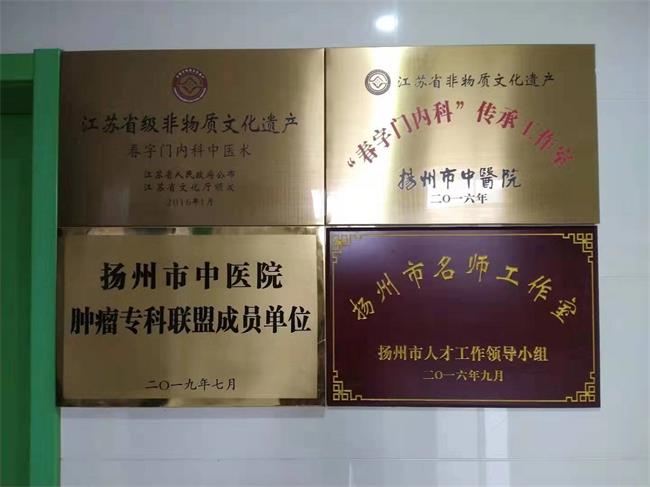 江苏省级非物质文化遗产
春字门内科中医术
江苏省人民政府公布
江苏省文化厅颁发
2016年1月
江苏省非物质文化遗产
“春字门内科”传承工作室
扬州市中醫院
二〇一六年
扬州市中医院
肿瘤专科联盟成员单位
二〇一九年七月
扬州市名师工作室
扬州市人才工作领导小组
二〇一六年九月